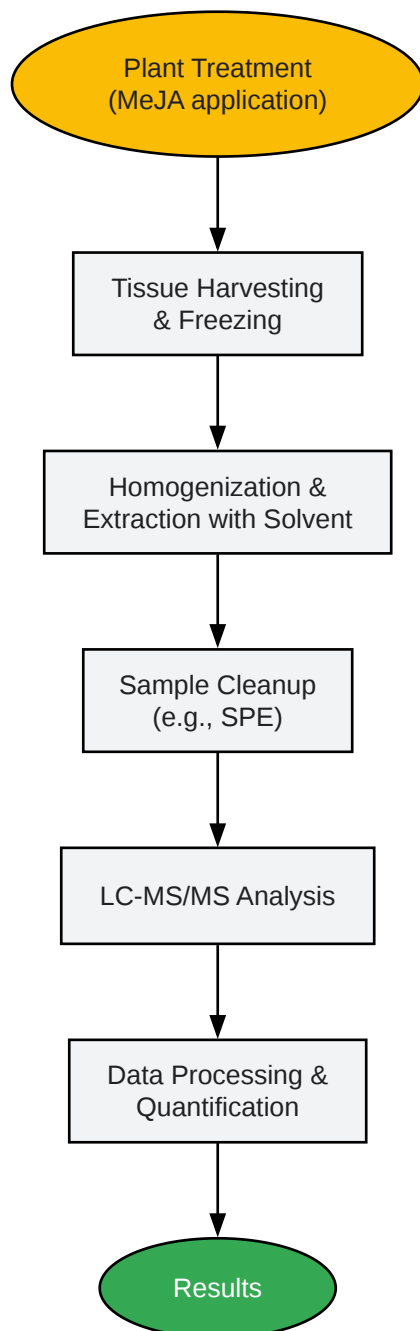 Plant Treatment
(MeJA application)
Tissue Harvesting
& Freezing
Homogenization &
Extraction with Solvent
Sample Cleanup
(e.g., SPE)
LC-MS/MS Analysis
Data Processing &
Quantification
Results